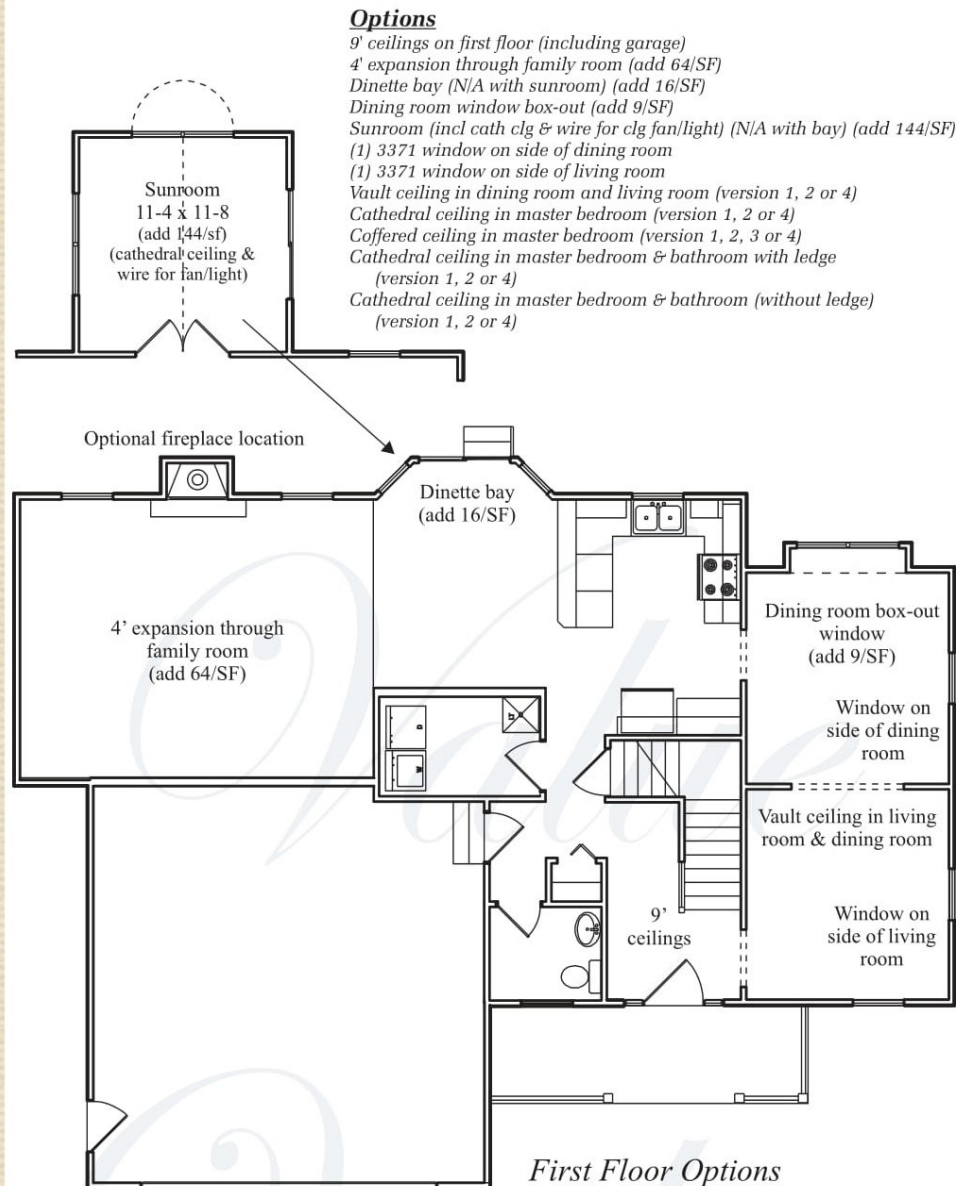 Options
9' ceilings on first floor (including garage)
4' expansion through family room (add 64/SF)
Dinette bay (N/A with sunroom) (add 16/SF)
Dining room window box-out (add 9/SF)
Sunroom (incl cath clg & wire for clg fan/light) (N/A with bay) (add 144/SF)
(1) 3371 window on side of dining room
(1) 3371 window on side of living room
Vault ceiling in dining room and living room (version 1, 2 or 4)
Cathedral ceiling in master bedroom (version 1, 2 or 4)
Coffered ceiling in master bedroom (version 1, 2, 3 or 4)
Cathedral ceiling in master bedroom & bathroom with ledge
(version 1, 2 or 4)
Cathedral ceiling in master bedroom & bathroom (without ledge)
(version 1, 2 or 4)
Sunroom
11-4 x 11-8
(add 144/sf)
(cathedral ceiling &
wire for fan/light)
Optional fireplace location
Dinette bay
(add 16/SF)
4' expansion through
family room
(add 64/SF)
Dining room box-out
window
(add 9/SF)
Window on
side of dining
room
Vault ceiling in living
room & dining room
Window on
side of living
room
9'
ceilings
Value
First Floor Options